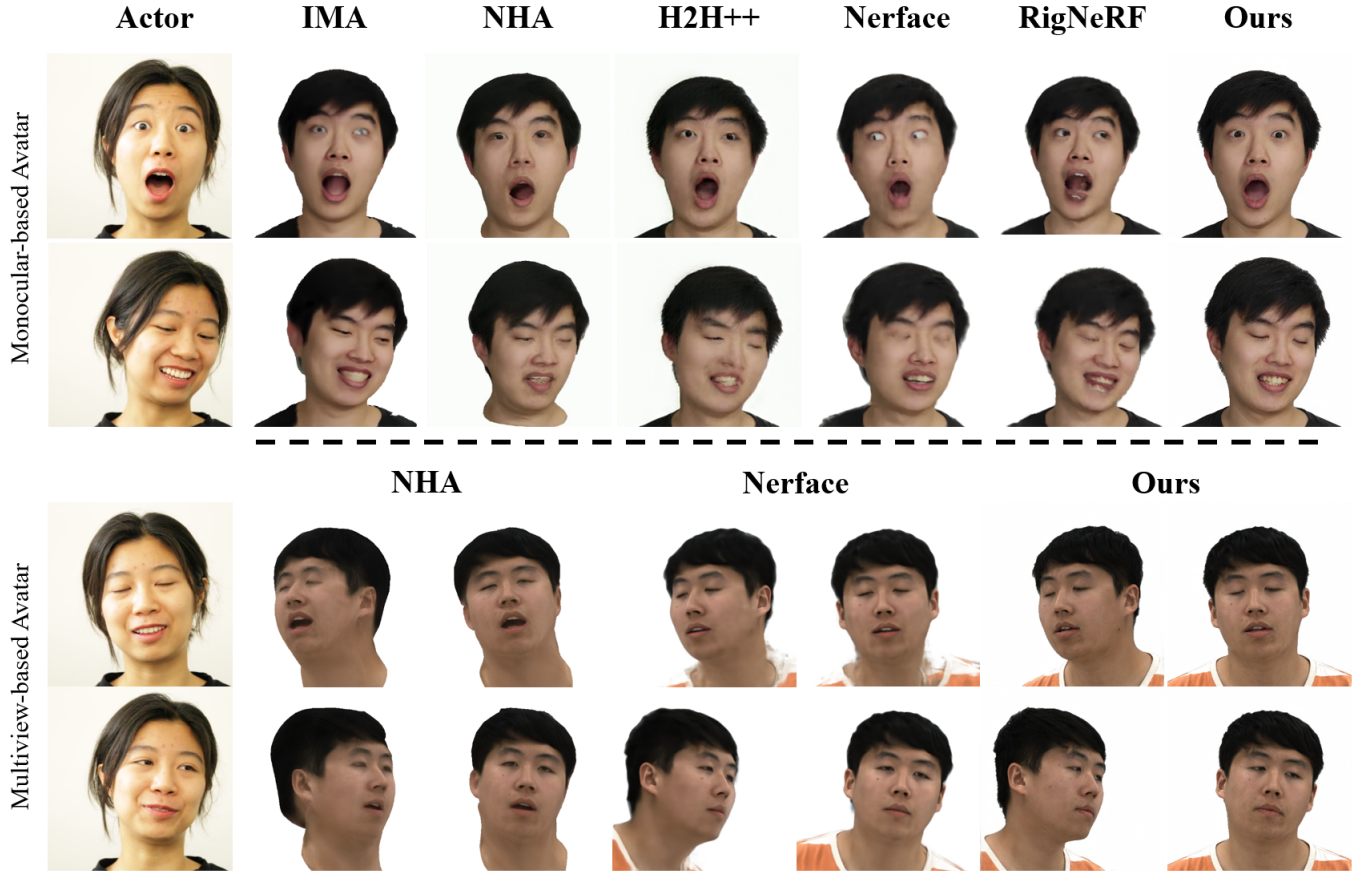 Actor IMA NHA H2H++ Nerface RigNeRF Ours
Monocular-based Avatar
NHA Nerface Ours
Multiview-based Avatar